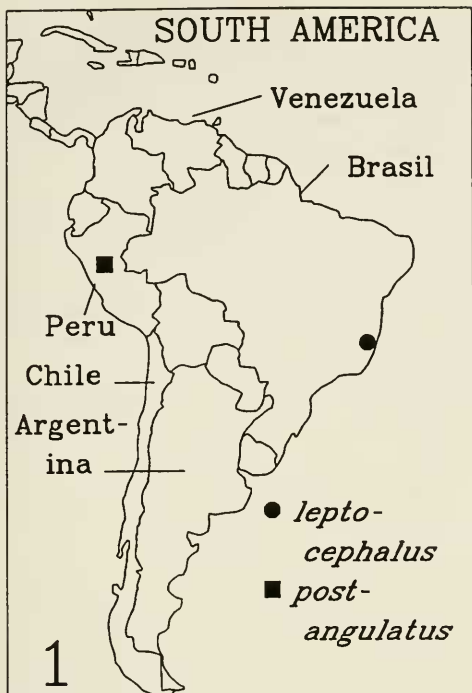 SOUTH AMERICA
Venezuela
Brasil
Peru
Chile
Argent-
ina
lepto-
cephalus
post-
angulatus
1